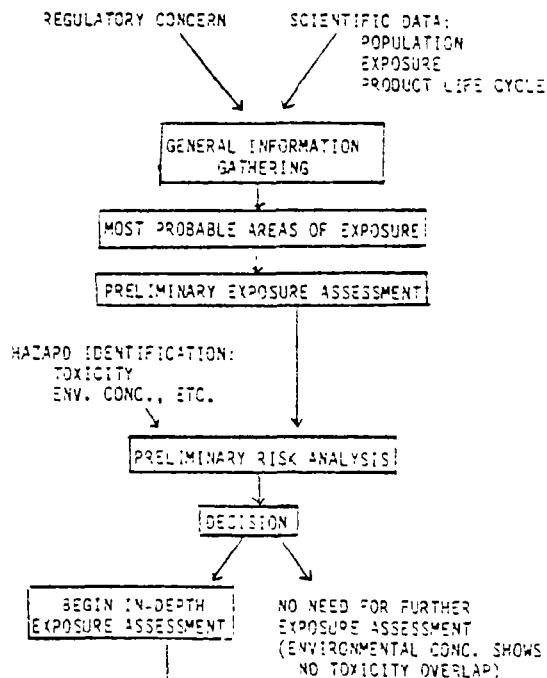 REGULATORY CONCERN
SCIENTIFIC DATA:
POPULATION
EXPOSURE
PRODUCT LIFE CYCLE
GENERAL INFORMATION
GATHERING
MOST PROBABLE AREAS OF EXPOSURE
PRELIMINARY EXPOSURE ASSESSMENT
HAZARD IDENTIFICATION:
TOXICITY
ENV. CONC., ETC.
PRELIMINARY RISK ANALYSIS
DECISION
BEGIN IN-DEPTH
EXPOSURE ASSESSMENT
NO NEED FOR FURTHER
EXPOSURE ASSESSMENT
(ENVIRONMENTAL CONC. SHOWS
NO TOXICITY OVERLAP)